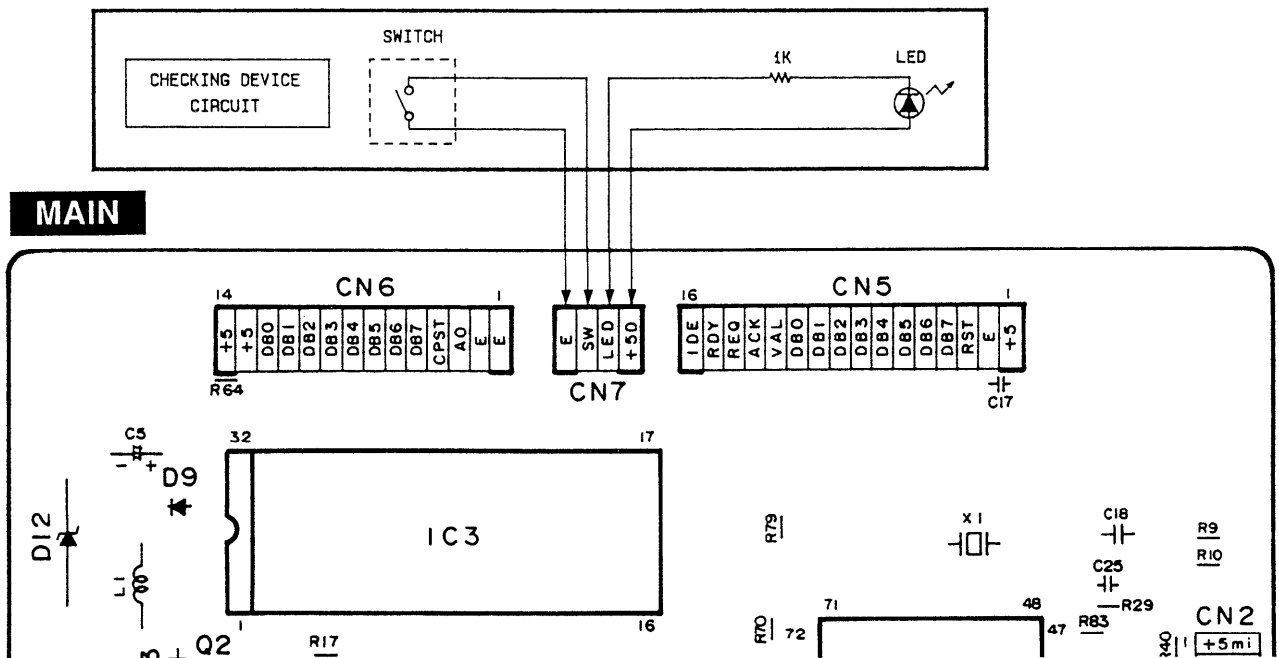 SWITCH
1K
LED
CHECKING DEVICE
CIRCUIT
MAIN
14
CN6
1
16
CN5
1
+5
+5
DB0
DB1
DB2
DB3
DB4
DB5
DB6
DB7
CPST
A0
E
E
E
SW
LED
+5D
IDE
RDY
REQ
ACK
VAL
DB0
DB1
DB2
DB3
DB4
DB5
DB6
DB7
RST
E
+5
R64
CN7
C17
C5
- +
D9
32
17
D12
IC3
L1
1
16
R79
X1
C18
R9
R10
C25
R29
71
48
R70
72
47
R83
CN2
R40
1
+5mi
Q2
R17